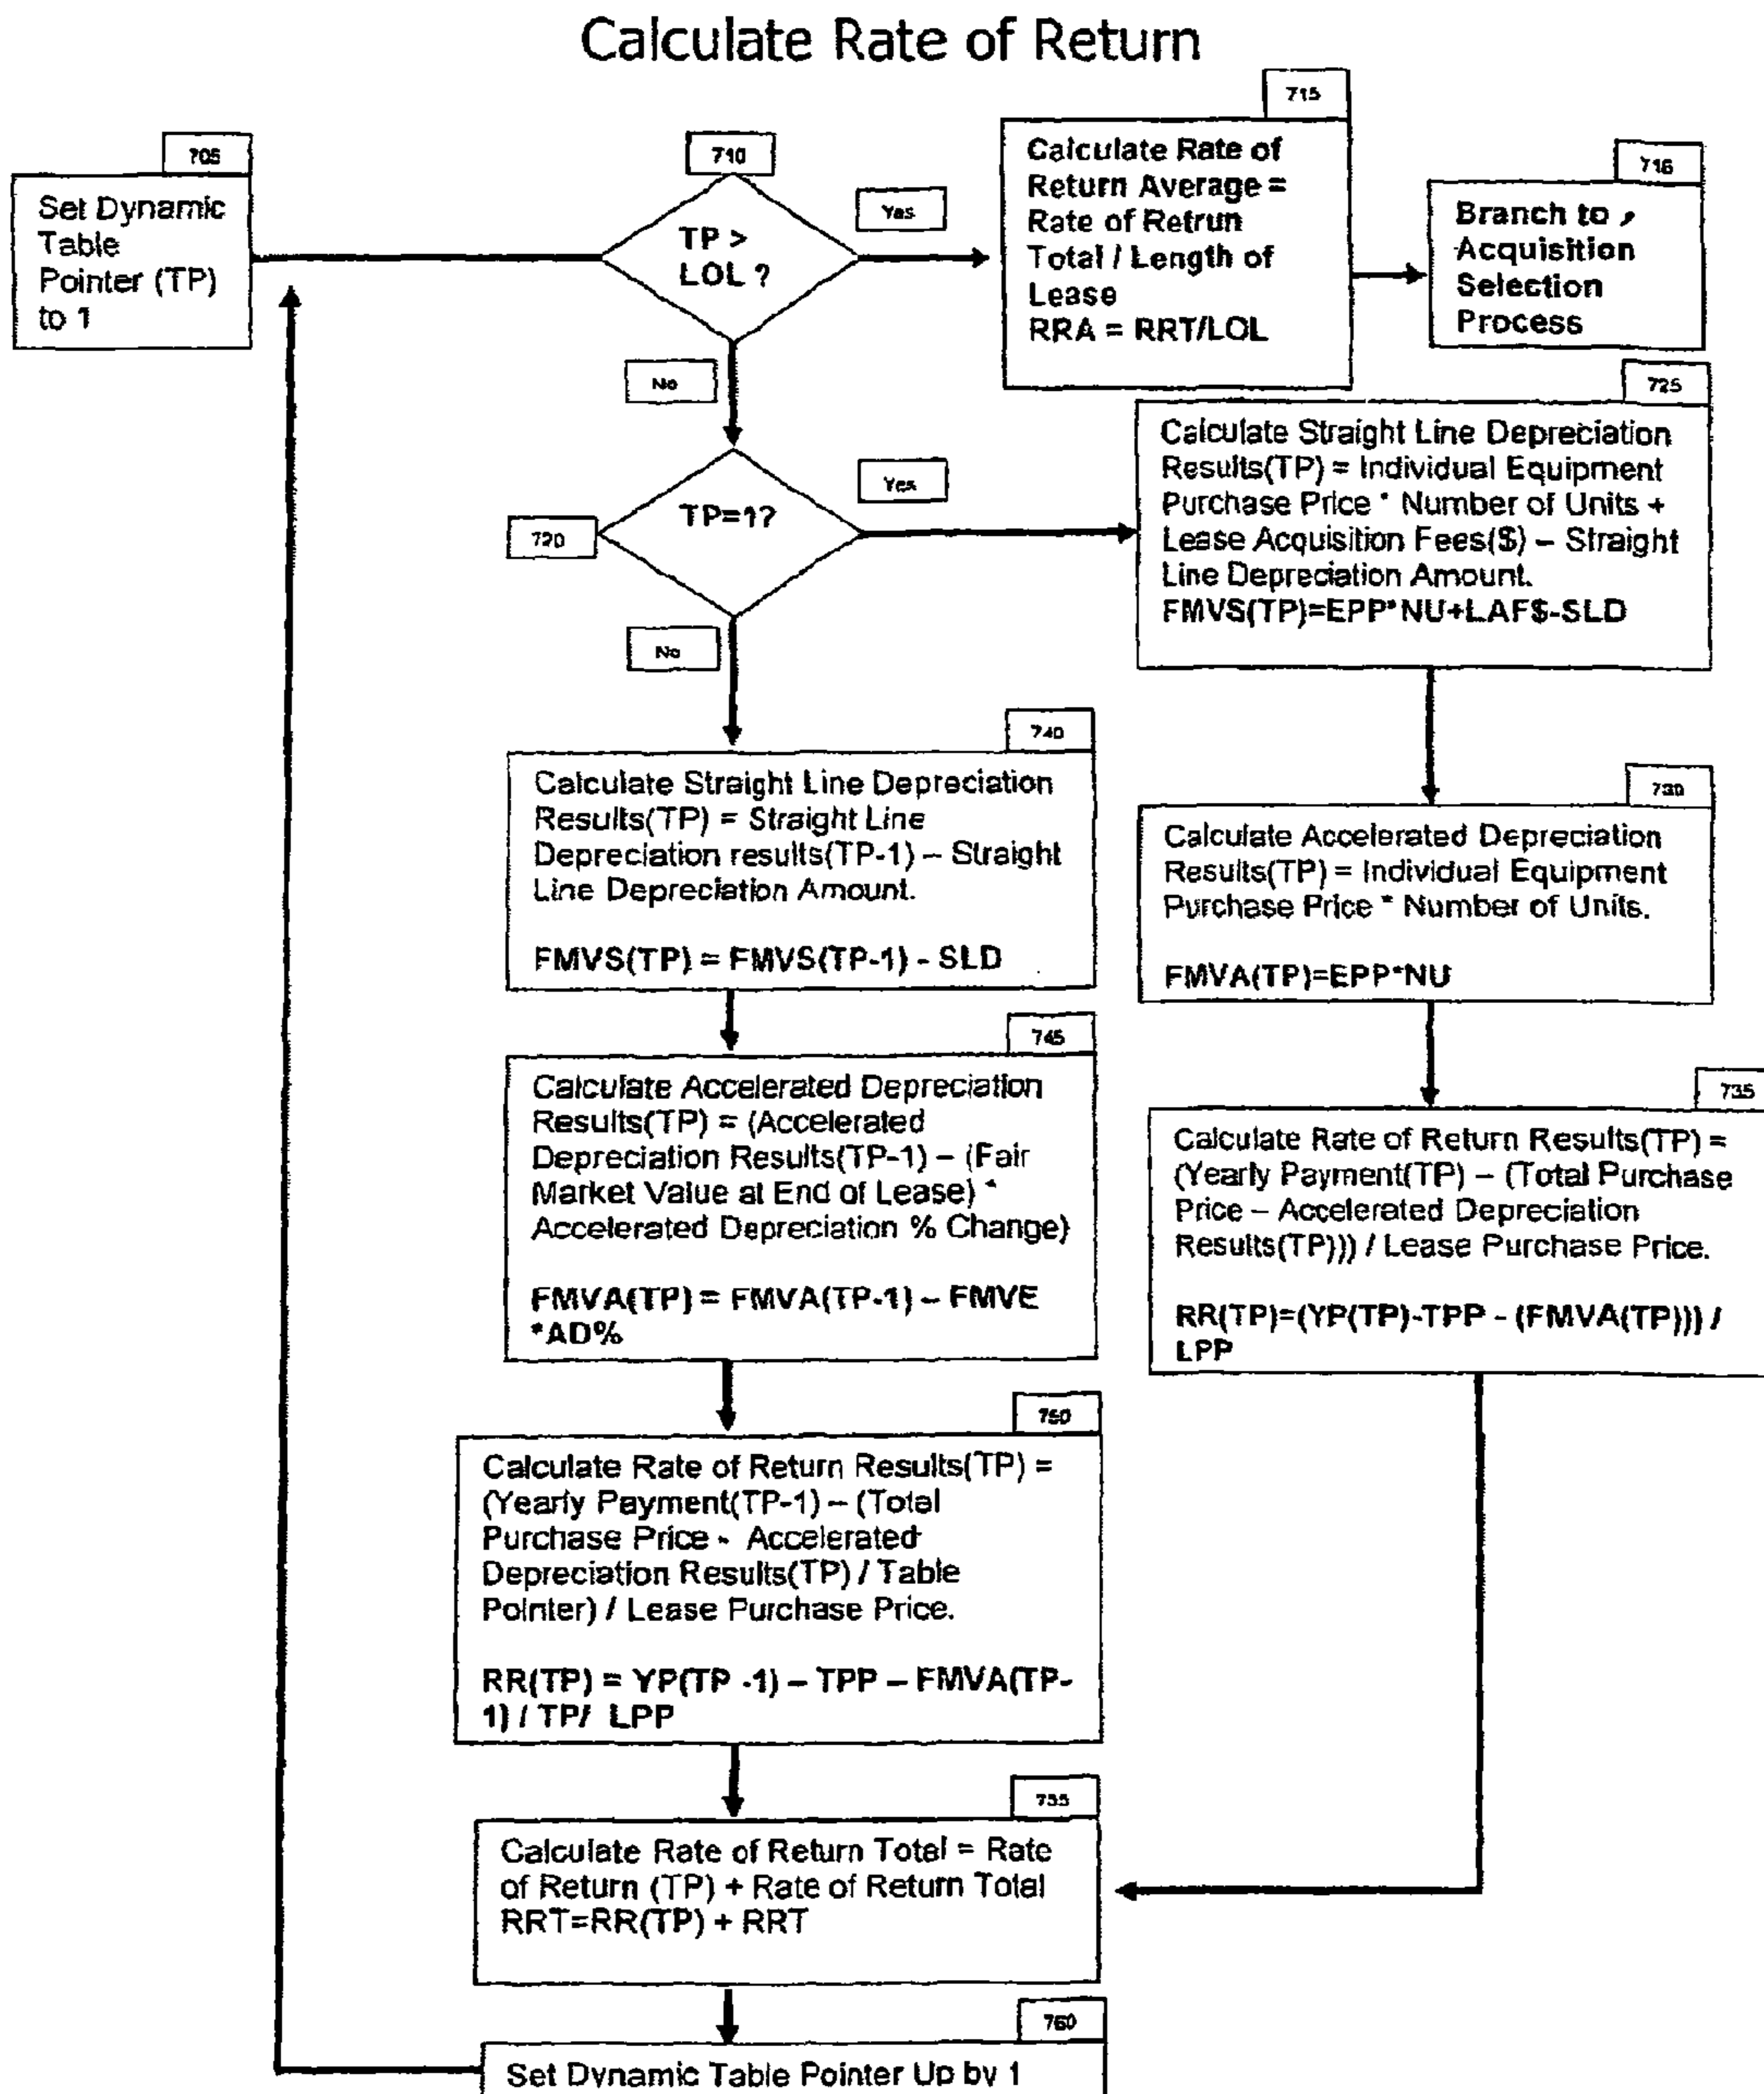 Calculate Rate of Return
705
Set Dynamic
Table
Pointer (TP)
to 1
710
TP >
LOL ?
Yes
715
Calculate Rate of
Return Average =
Rate of Retrun
Total / Length of
Lease
RRA = RRT/LOL
716
Branch to
Acquisition
Selection
Process
No
720
TP=1?
Yes
725
Calculate Straight Line Depreciation
Results(TP) = Individual Equipment
Purchase Price * Number of Units +
Lease Acquisition Fees($) – Straight
Line Depreciation Amount.
FMVS(TP)=EPP*NU+LAF$-SLD
No
740
Calculate Straight Line Depreciation
Results(TP) = Straight Line
Depreciation results(TP-1) – Straight
Line Depreciation Amount.
FMVS(TP) = FMVS(TP-1) - SLD
730
Calculate Accelerated Depreciation
Results(TP) = Individual Equipment
Purchase Price * Number of Units.
FMVA(TP)=EPP*NU
745
Calculate Accelerated Depreciation
Results(TP) = (Accelerated
Depreciation Results(TP-1) – (Fair
Market Value at End of Lease) *
Accelerated Depreciation % Change)
FMVA(TP) = FMVA(TP-1) – FMVE
*AD%
735
Calculate Rate of Return Results(TP) =
(Yearly Payment(TP) – (Total Purchase
Price – Accelerated Depreciation
Results(TP))) / Lease Purchase Price.
RR(TP)=(YP(TP)-TPP - (FMVA(TP))) /
LPP
750
Calculate Rate of Return Results(TP) =
(Yearly Payment(TP-1) – (Total
Purchase Price - Accelerated
Depreciation Results(TP) / Table
Pointer) / Lease Purchase Price.
RR(TP) = YP(TP -1) – TPP – FMVA(TP-
1) / TP/ LPP
755
Calculate Rate of Return Total = Rate
of Return (TP) + Rate of Return Total
RRT=RR(TP) + RRT
760
Set Dynamic Table Pointer Up by 1